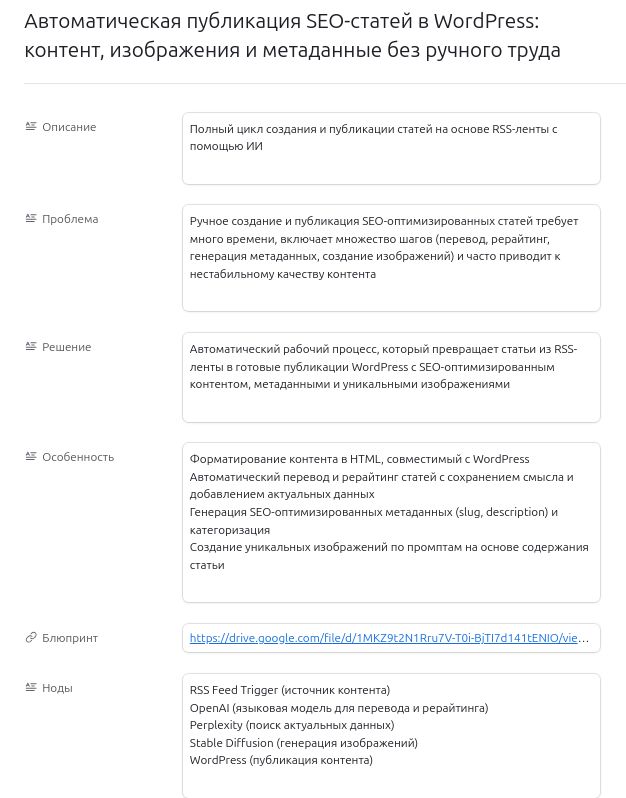 Автоматическая публикация SEO-статей в WordPress:
контент, изображения и метаданные без ручного труда
Описание
Полный цикл создания и публикации статей на основе RSS-ленты с
помощью ИИ
Проблема
Ручное создание и публикация SEO-оптимизированных статей требует
много времени, включает множество шагов (перевод, рерайтинг,
генерация метаданных, создание изображений) и часто приводит к
нестабильному качеству контента
Решение
Автоматический рабочий процесс, который превращает статьи из RSS-
ленты в готовые публикации WordPress с SEO-оптимизированным
контентом, метаданными и уникальными изображениями
Особенность
Форматирование контента в HTML, совместимый с WordPress
Автоматический перевод и рерайтинг статей с сохранением смысла и
добавлением актуальных данных
Генерация SEO-оптимизированных метаданных (slug, description) и
категоризация
Создание уникальных изображений по промптам на основе содержания
статьи
Блюпринт
https://drive.google.com/file/d/1MKZ9t2N1Rru7V-T0i-BjTI7d141tENIO/vie...
Ноды
RSS Feed Trigger (источник контента)
OpenAI (языковая модель для перевода и рерайтинга)
Perplexity (поиск актуальных данных)
Stable Diffusion (генерация изображений)
WordPress (публикация контента)